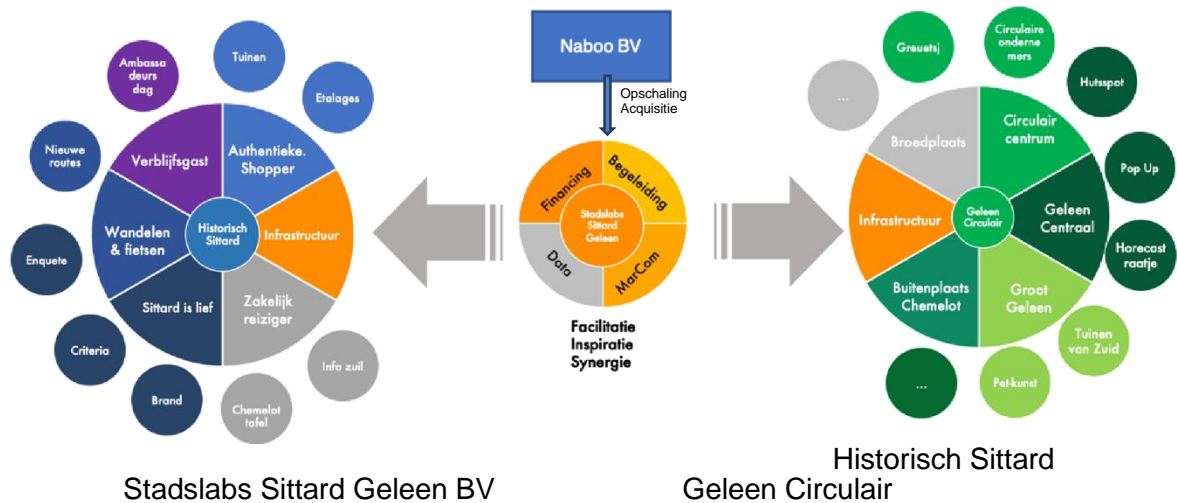 Naboo BV
Opschaling
Acquisitie
Ambassa
deurs
dag
Tuinen
Etalages
Nieuwe
routes
Enquete
Criteria
Brand
Chemelot
tafel
Info zuil
Verblijfsgast
Authentieke.
Shopper
Wandelen
& fietsen
Historisch
Sittard
Infrastructuur
Sittard is lief
Zakelijk
reiziger
Financing
Begeleiding
Stadslabs
Sittard
Geleen
Data
MarCom
Facilitatie
Inspiratie
Synergie
Greuetsj
Circulaire
onderne
mers
Hutsspot
...
Pop Up
Horecast
raatje
Tuinen
van Zuid
Pet-kunst
...
Broedplaats
Circulair
centrum
Infrastructuur
Geleen
Circulair
Geleen
Centraal
Buitenplaats
Chemelot
Groot
Geleen
Historisch Sittard
Stadslabs Sittard Geleen BV
Geleen Circulair